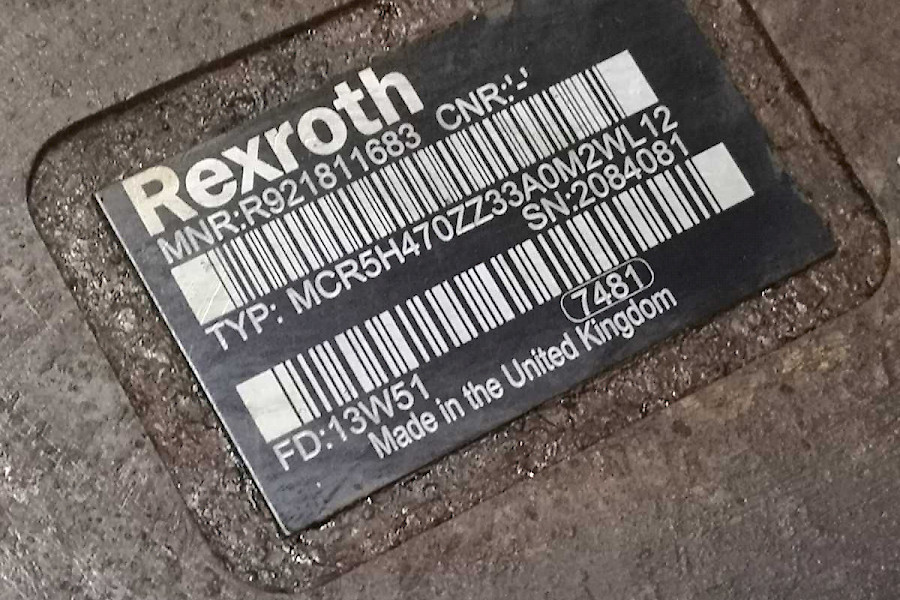 Rexroth
MNR:R921811683 CNR:'-'
TYP: MCR5H470ZZ33A0M2WL12
SN:2084081
7481
FD:13W51
Made in the United Kingdom